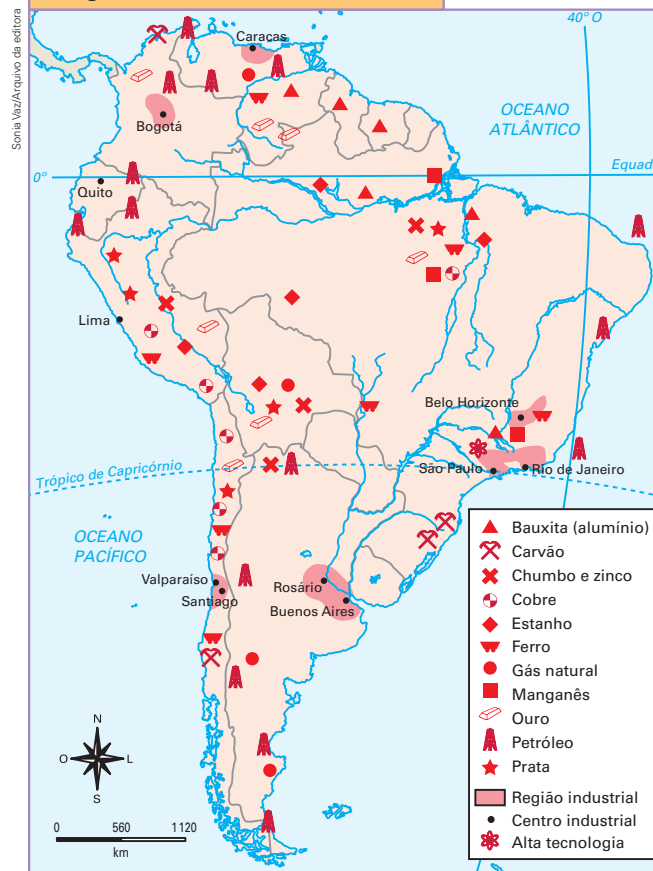 Sonia Vaz/Arquivo da editora
40° O
Caracas
OCEANO
ATLÂNTICO
Bogotá
0°
Equad
Quito
Lima
Belo Horizonte
Trópico de Capricórnio
São Paulo
Rio de Janeiro
OCEANO
PACÍFICO
Valparaíso
Santiago
Rosário
Buenos Aires
Bauxita (alumínio)
Carvão
Chumbo e zinco
Cobre
Estanho
Ferro
Gás natural
Manganês
Ouro
Petróleo
Prata
Região industrial
Centro industrial
Alta tecnologia
N
O
L
S
0 560 1 120
km